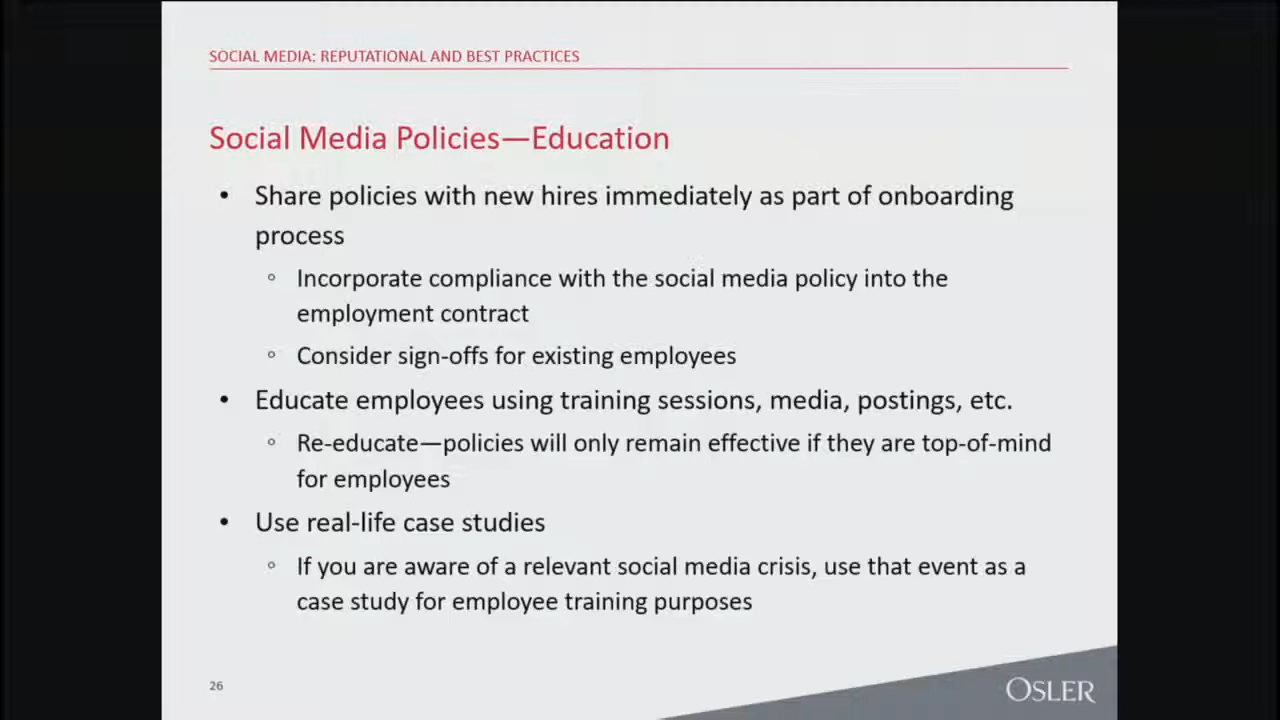 SOCIAL MEDIA: REPUTATIONAL AND BEST PRACTICES
Social Media Policies—Education
• Share policies with new hires immediately as part of onboarding
process
◦ Incorporate compliance with the social media policy into the
employment contract
◦ Consider sign-offs for existing employees
• Educate employees using training sessions, media, postings, etc.
◦ Re-educate—policies will only remain effective if they are top-of-mind
for employees
• Use real-life case studies
◦ If you are aware of a relevant social media crisis, use that event as a
case study for employee training purposes
26
OSLER